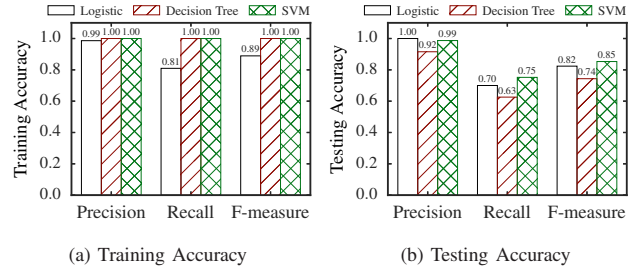 Logistic Decision Tree SVM
Training Accuracy
1.0
0.8
0.6
0.4
0.2
0.0
0.99 1.00 1.00
0.81 1.00 1.00
0.89 1.00 1.00
Precision Recall F-measure
(a) Training Accuracy
Logistic Decision Tree SVM
Testing Accuracy
1.0
0.8
0.6
0.4
0.2
0.0
1.00 0.92 0.99
0.70 0.63 0.75
0.82 0.74 0.85
Precision Recall F-measure
(b) Testing Accuracy